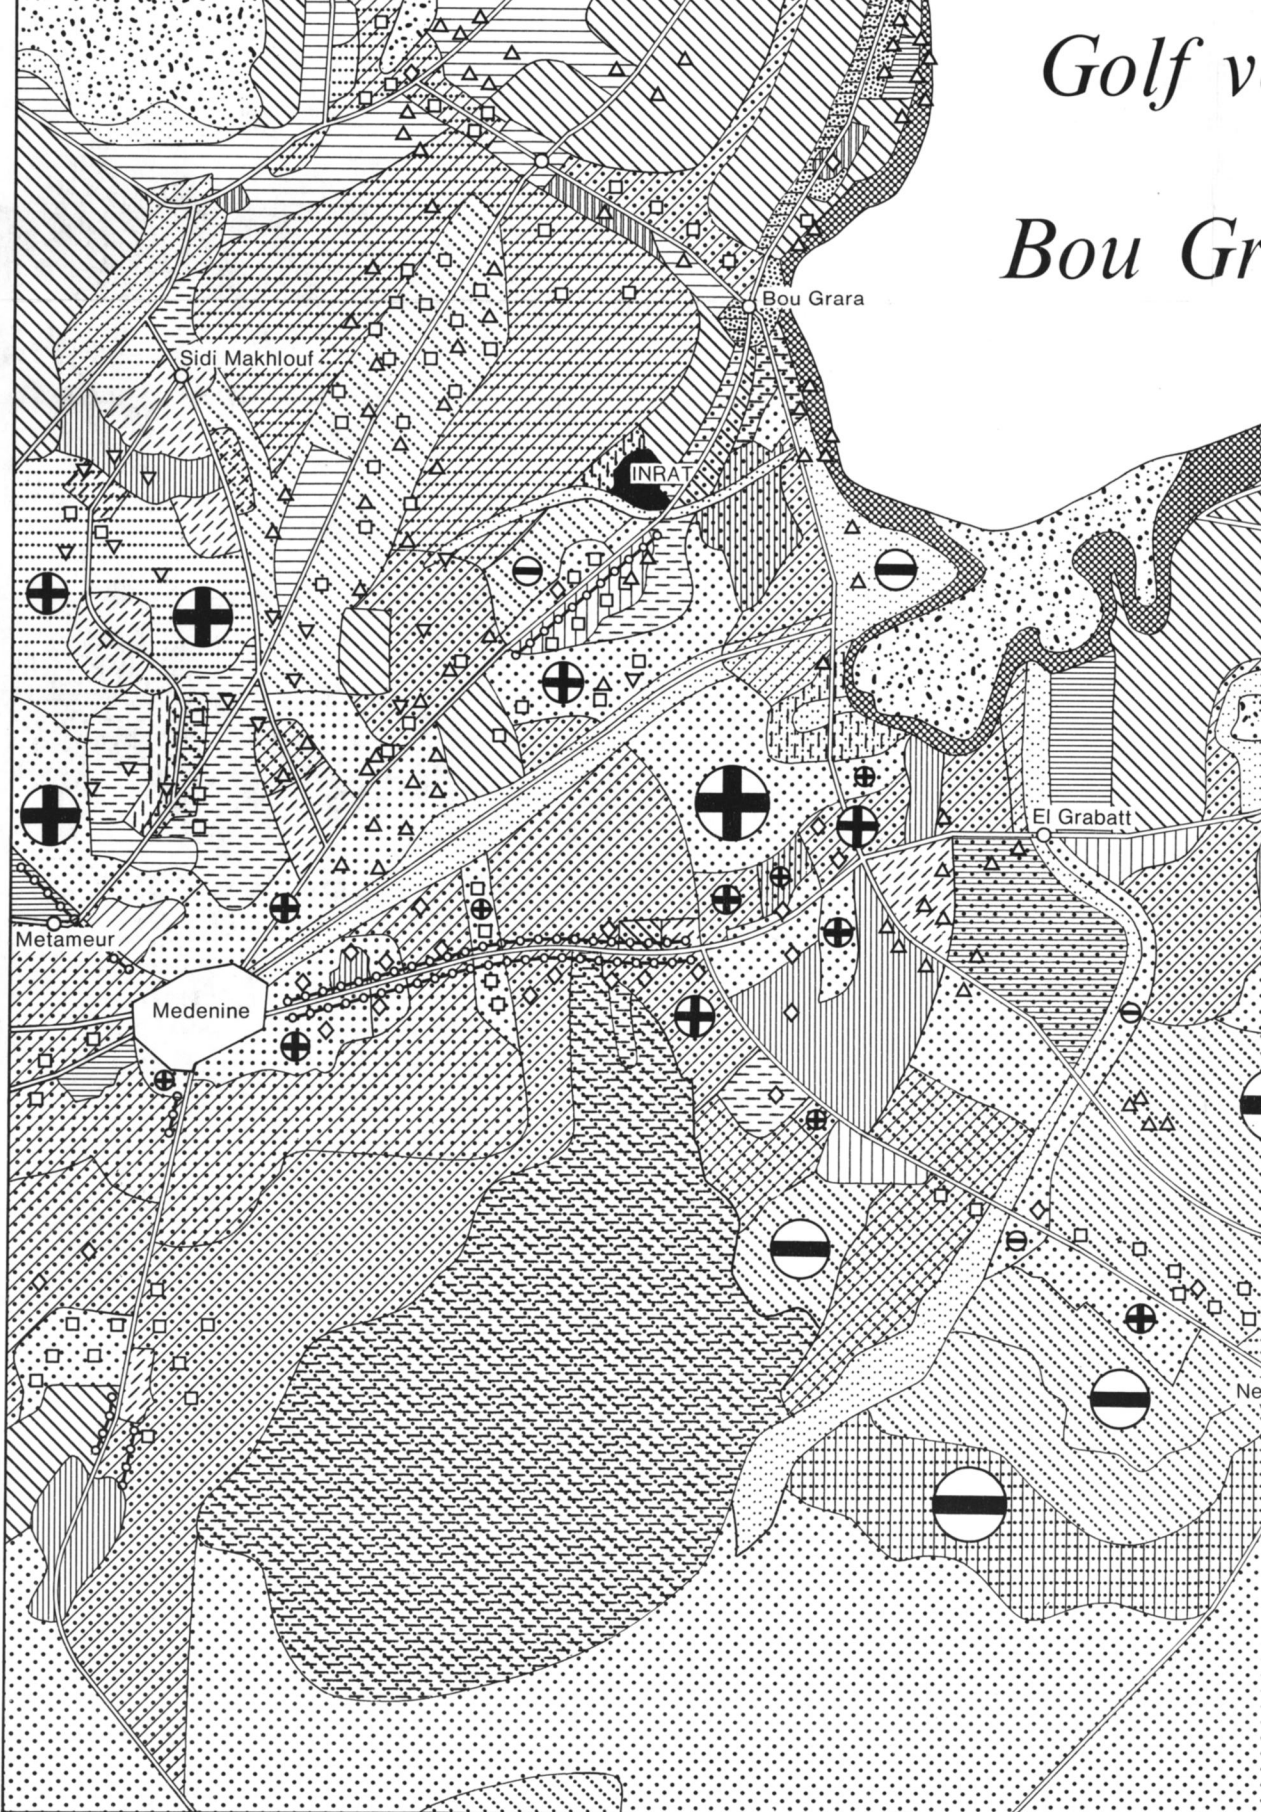 Golf v
Bou Gr
Bou Grara
Sidi Makhlouf
INRAT
El Grabatt
Metameur
Medenine
Ne